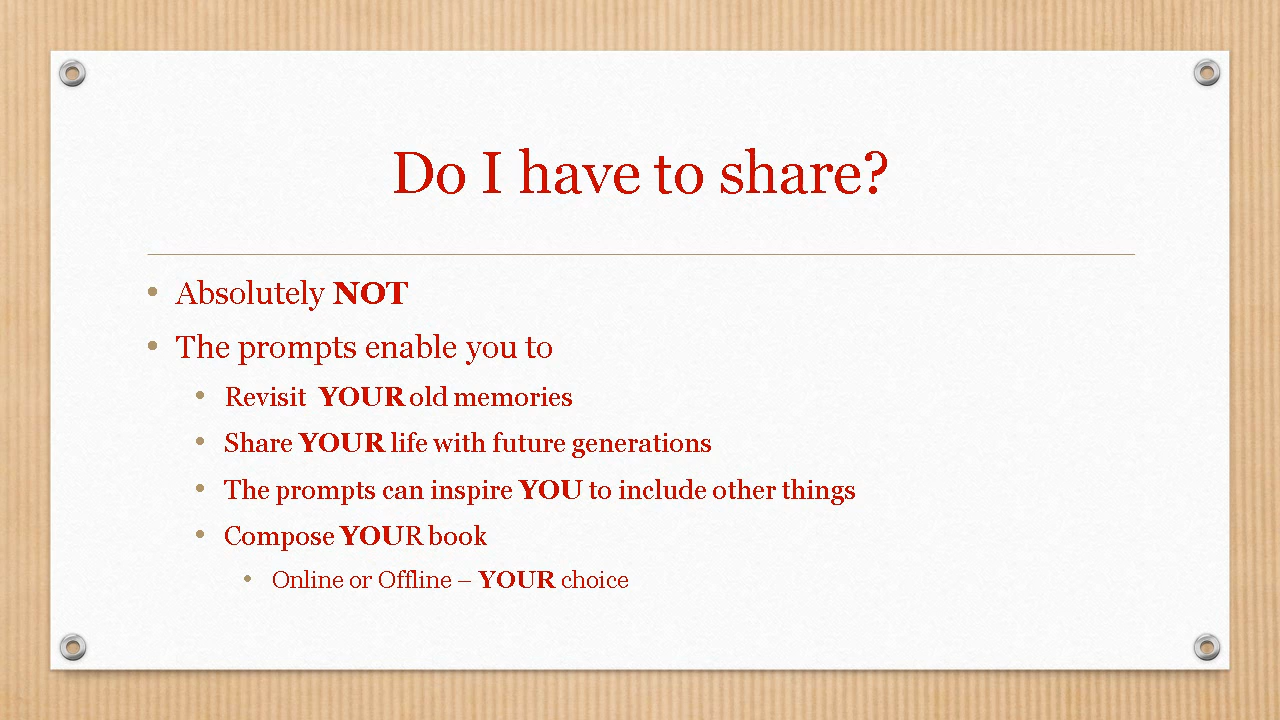 Do I have to share?
• Absolutely NOT
• The prompts enable you to
• Revisit  YOUR old memories
• Share YOUR life with future generations
• The prompts can inspire YOU to include other things
• Compose YOUR book
• Online or Offline – YOUR choice